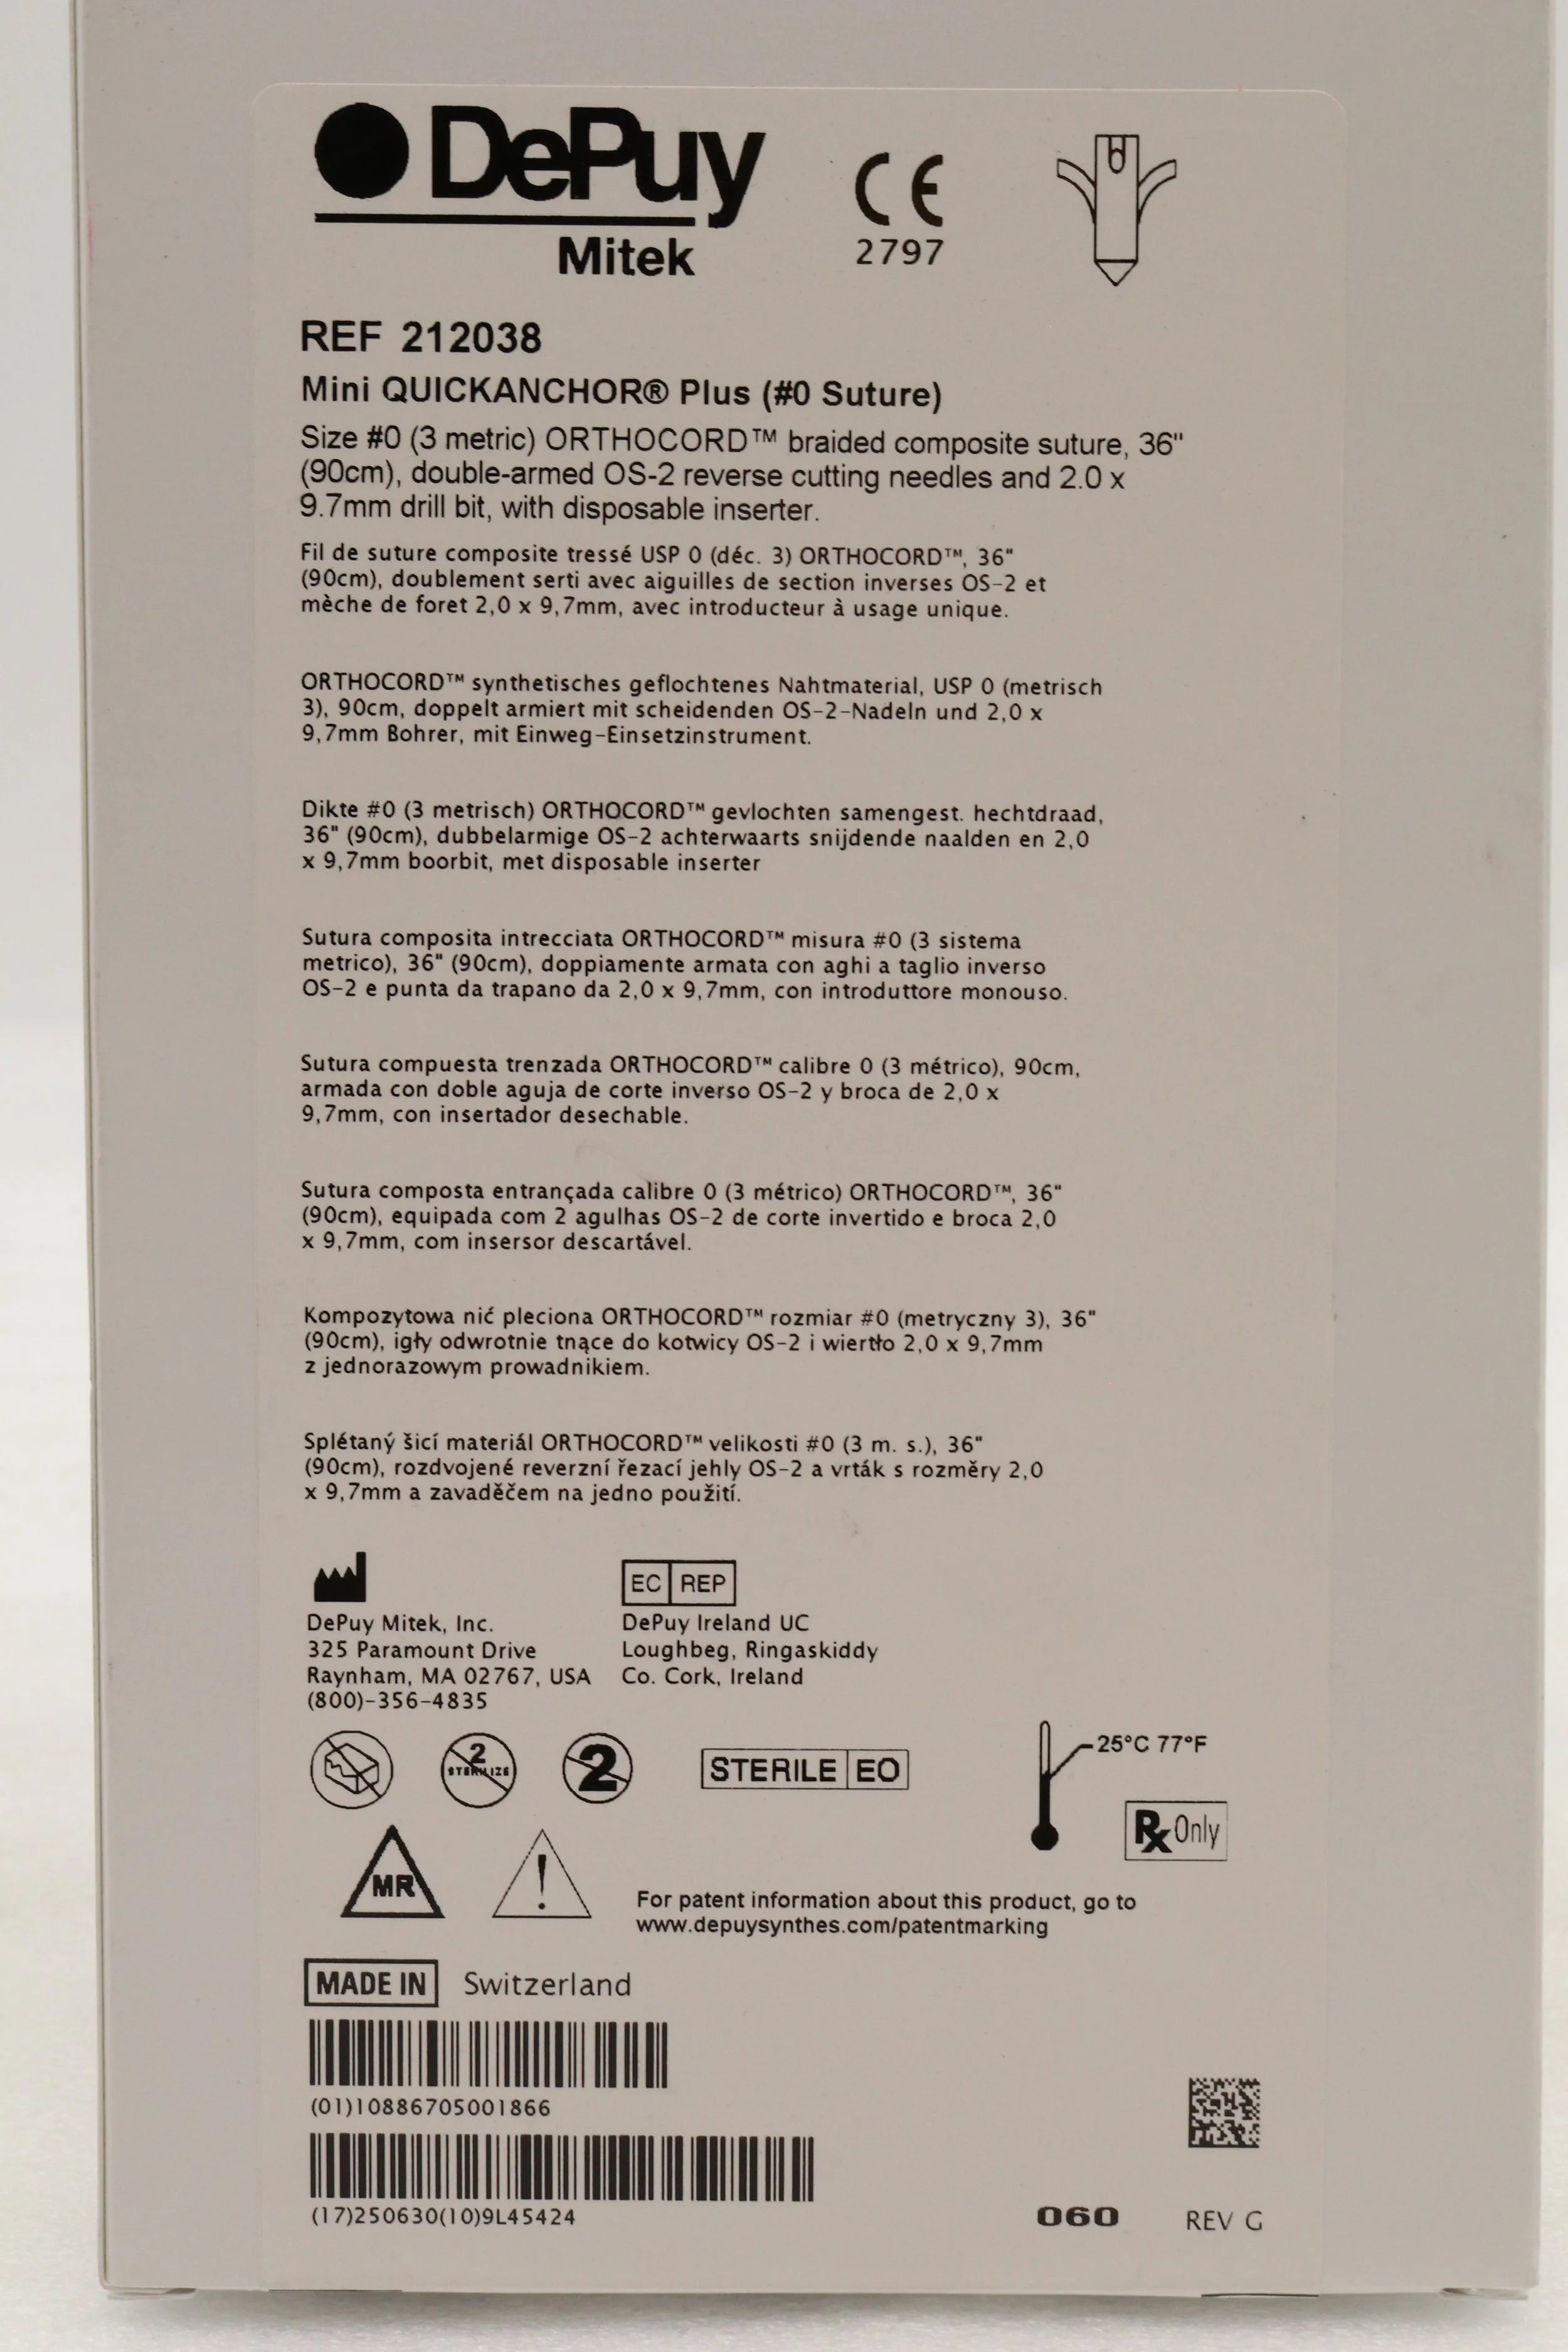 DePuy
Mitek
CE
2797
REF 212038
Mini QUICKANCHOR® Plus (#0 Suture)
Size #0 (3 metric) ORTHOCORD™ braided composite suture, 36"
(90cm), double-armed OS-2 reverse cutting needles and 2.0 x
9.7mm drill bit, with disposable inserter.
Fil de suture composite tressé USP 0 (déc. 3) ORTHOCORD™, 36"
(90cm), doublement serti avec aiguilles de section inverses OS-2 et
mèche de foret 2,0 x 9,7mm, avec introducteur à usage unique.
ORTHOCORD™ synthetisches geflochtenes Nahtmaterial, USP 0 (metrisch
3), 90cm, doppelt armiert mit scheidenden OS-2-Nadeln und 2,0 x
9,7mm Bohrer, mit Einweg-Einsetzinstrument.
Dikte #0 (3 metrisch) ORTHOCORD™ gevlochten samengest. hechtdraad,
36" (90cm), dubbelarmige OS-2 achterwaarts snijdende naalden en 2,0
x 9,7mm boorbit, met disposable inserter
Sutura composita intrecciata ORTHOCORD™ misura #0 (3 sistema
metrico), 36" (90cm), doppiamente armata con aghi a taglio inverso
OS-2 e punta da trapano da 2,0 x 9,7mm, con introduttore monouso.
Sutura compuesta trenzada ORTHOCORD™ calibre 0 (3 métrico), 90cm,
armada con doble aguja de corte inverso OS-2 y broca de 2,0 x
9,7mm, con insertador desechable.
Sutura composta entrançada calibre 0 (3 métrico) ORTHOCORD™, 36"
(90cm), equipada com 2 agulhas OS-2 de corte invertido e broca 2,0
x 9,7mm, com insersor descartável.
Kompozytowa nić pleciona ORTHOCORD™ rozmiar #0 (metryczny 3), 36"
(90cm), igły odwrotnie tnące do kotwicy OS-2 i wiertło 2,0 x 9,7mm
z jednorazowym prowadnikiem.
Splétaný šicí materiál ORTHOCORD™ velikosti #0 (3 m. s.), 36"
(90cm), rozdvojené reverzní řezací jehly OS-2 a vrták s rozměry 2,0
x 9,7mm a zavaděčem na jedno použití.
EC REP
DePuy Mitek, Inc.
325 Paramount Drive
Raynham, MA 02767, USA
(800)-356-4835
DePuy Ireland UC
Loughbeg, Ringaskiddy
Co. Cork, Ireland
2 STERILIZE
2
STERILE EO
25°C 77°F
Rx Only
MR
!
For patent information about this product, go to
www.depuysynthes.com/patentmarking
MADE IN Switzerland
(01)10886705001866
(17)250630(10)9L45424
060 REV G